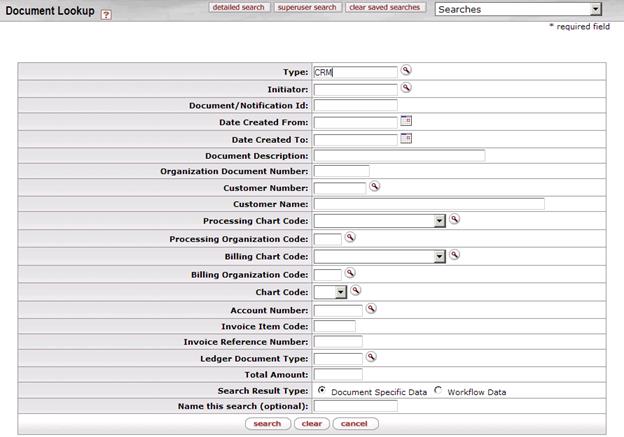 Document Lookup ? detailed search superuser search clear saved searches Searches
* required field
Type: CRM
Initiator:
Document/Notification Id:
Date Created From:
Date Created To:
Document Description:
Organization Document Number:
Customer Number:
Customer Name:
Processing Chart Code:
Processing Organization Code:
Billing Chart Code:
Billing Organization Code:
Chart Code:
Account Number:
Invoice Item Code:
Invoice Reference Number:
Ledger Document Type:
Total Amount:
Search Result Type: Document Specific Data Workflow Data
Name this search (optional):
search clear cancel